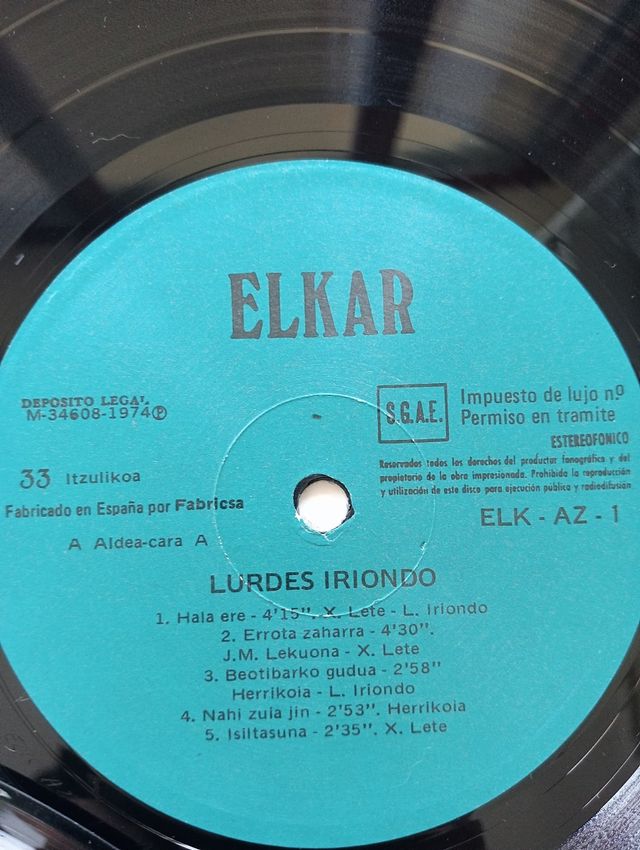 ELKAR
DEPOSITO LEGAL
M-34608-1974 Ⓟ
S.G.A.E.
Impuesto de lujo n.º
Permiso en tramite
ESTEREOFONICO
Reservados todos los derechos del productor fonográfico y del
propietario de la obra impresionada. Prohibida la reproducción
y utilización de este disco para ejecución pública y radiodifusión
33 Itzulikoa
Fabricado en España por Fabricsa
ELK - AZ - 1
A Aldea-cara A
LURDES IRIONDO
1. Hala ere - 4'15". X. Lete - L. Iriondo
2. Errota zaharra - 4'30".
J.M. Lekuona - X. Lete
3. Beotibarko gudua - 2'58"
Herrikoia - L. Iriondo
4. Nahi zuia jin - 2'53". Herrikoia
5. Isiltasuna - 2'35". X. Lete